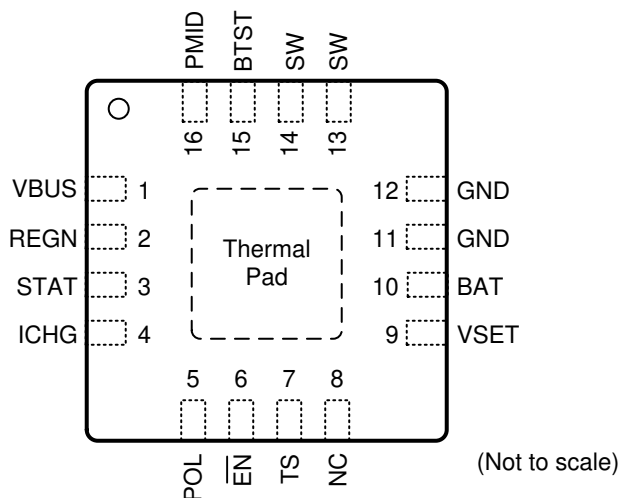 PMID
BTST
SW
SW
16
15
14
13
VBUS 1
REGN 2
STAT 3
ICHG 4
Thermal
Pad
12 GND
11 GND
10 BAT
9 VSET
5
6
7
8
POL
E̅N̅
TS
NC
(Not to scale)